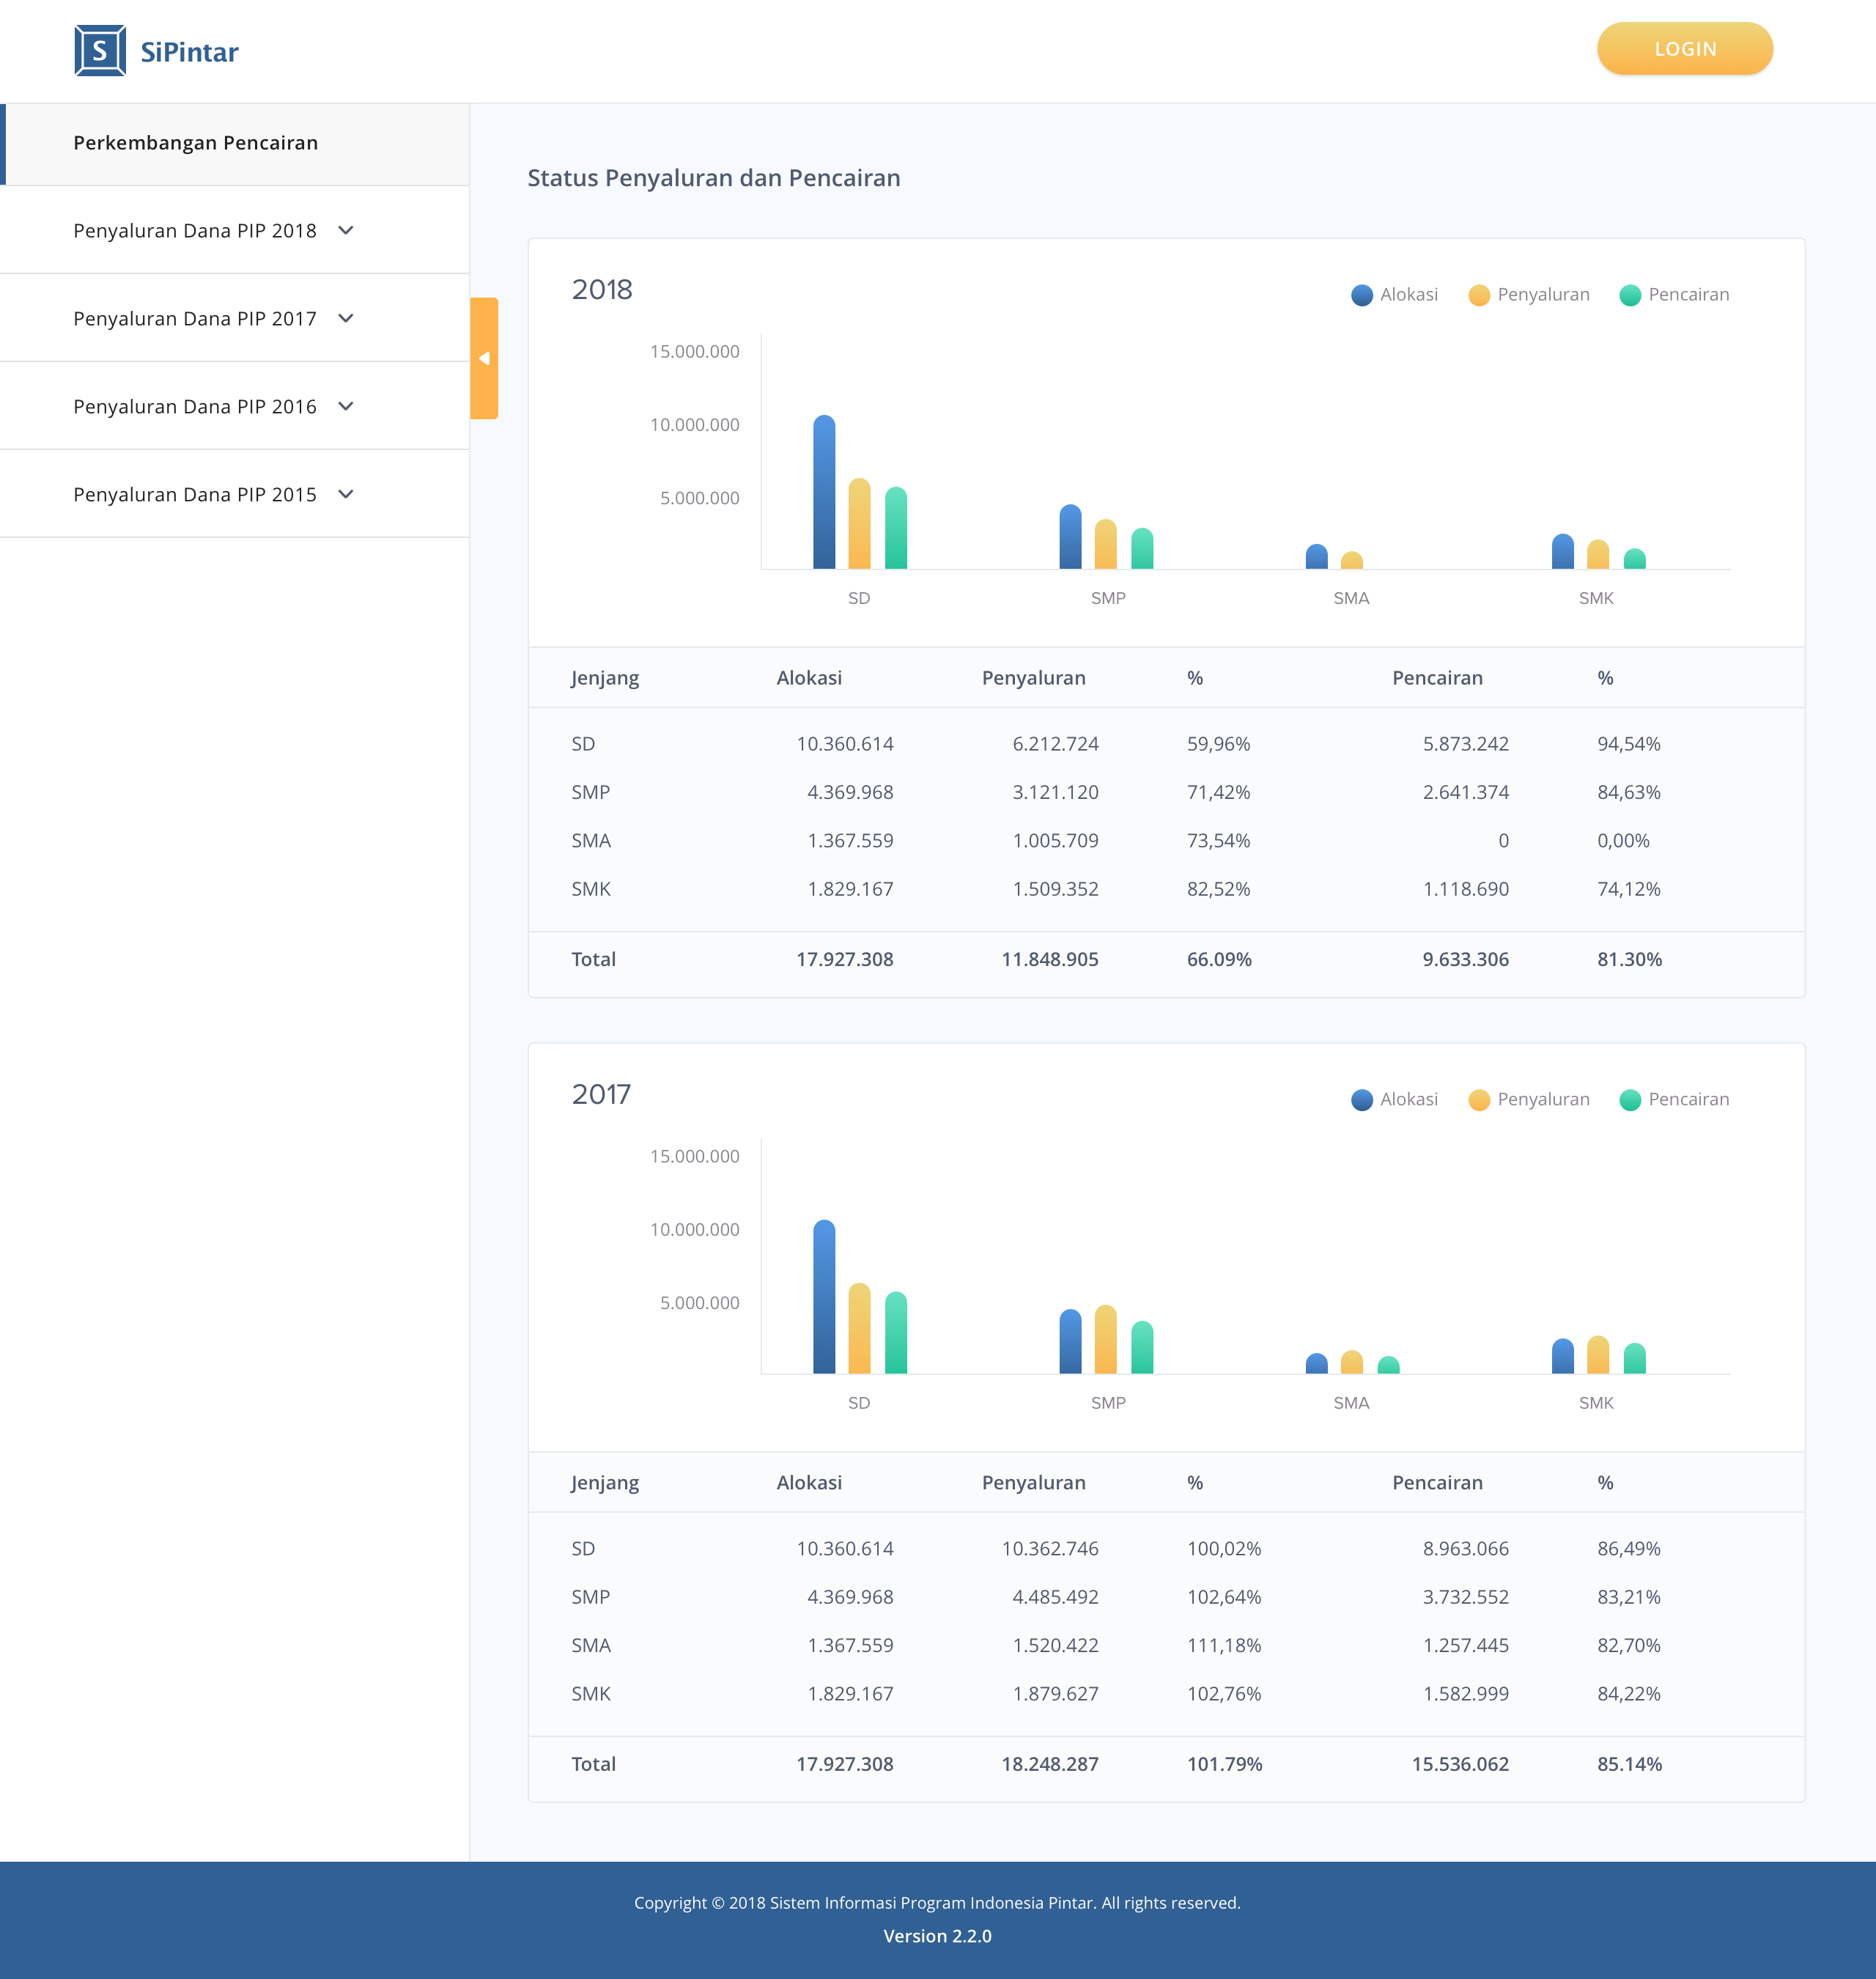 S SiPintar
LOGIN
Perkembangan Pencairan
Penyaluran Dana PIP 2018
Penyaluran Dana PIP 2017
Penyaluran Dana PIP 2016
Penyaluran Dana PIP 2015
Status Penyaluran dan Pencairan
2018
Alokasi Penyaluran Pencairan
15.000.000
10.000.000
5.000.000
SD SMP SMA SMK
Jenjang Alokasi Penyaluran % Pencairan %
SD 10.360.614 6.212.724 59,96% 5.873.242 94,54%
SMP 4.369.968 3.121.120 71,42% 2.641.374 84,63%
SMA 1.367.559 1.005.709 73,54% 0 0,00%
SMK 1.829.167 1.509.352 82,52% 1.118.690 74,12%
Total 17.927.308 11.848.905 66.09% 9.633.306 81.30%
2017
Alokasi Penyaluran Pencairan
15.000.000
10.000.000
5.000.000
SD SMP SMA SMK
Jenjang Alokasi Penyaluran % Pencairan %
SD 10.360.614 10.362.746 100,02% 8.963.066 86,49%
SMP 4.369.968 4.485.492 102,64% 3.732.552 83,21%
SMA 1.367.559 1.520.422 111,18% 1.257.445 82,70%
SMK 1.829.167 1.879.627 102,76% 1.582.999 84,22%
Total 17.927.308 18.248.287 101.79% 15.536.062 85.14%
Copyright © 2018 Sistem Informasi Program Indonesia Pintar. All rights reserved.
Version 2.2.0